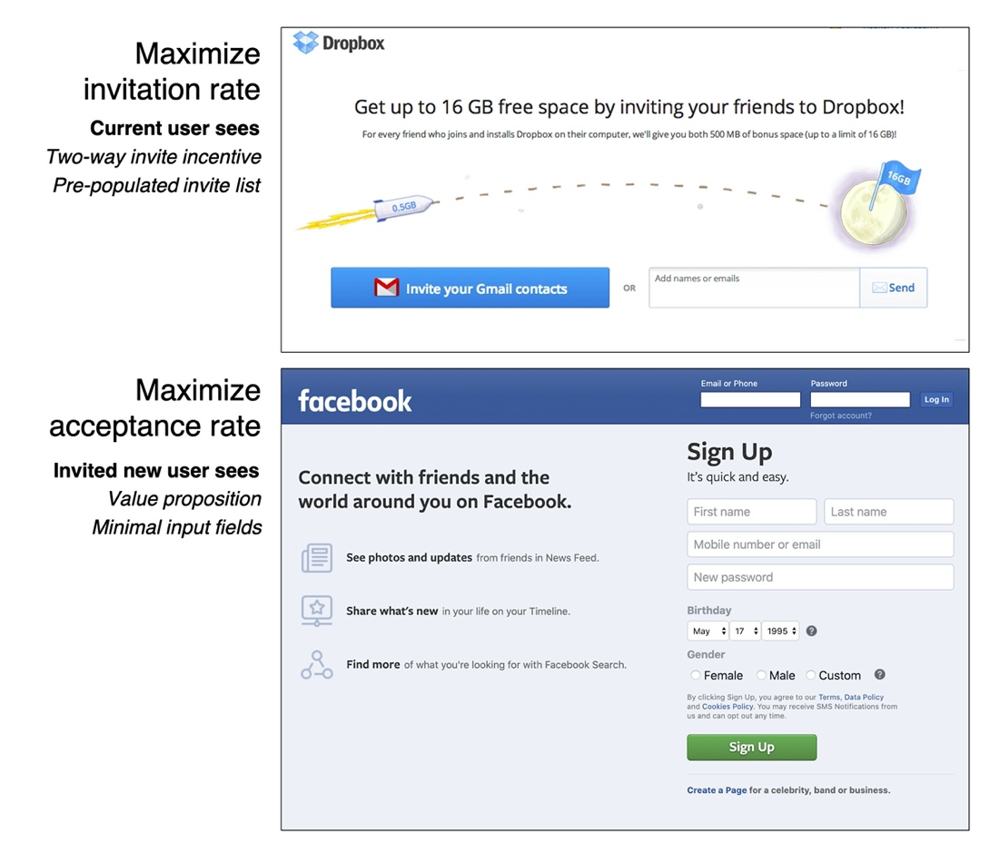 Maximize
invitation rate
Current user sees
Two-way invite incentive
Pre-populated invite list
Dropbox
Get up to 16 GB free space by inviting your friends to Dropbox!
For every friend who joins and installs Dropbox on their computer, we'll give you both 500 MB of bonus space (up to a limit of 16 GB)!
0.5GB
16GB
Invite your Gmail contacts
OR
Add names or emails
Send
Maximize
acceptance rate
Invited new user sees
Value proposition
Minimal input fields
facebook
Email or Phone
Password
Log In
Forgot account?
Connect with friends and the
world around you on Facebook.
See photos and updates from friends in News Feed.
Share what's new in your life on your Timeline.
Find more of what you're looking for with Facebook Search.
Sign Up
It's quick and easy.
First name
Last name
Mobile number or email
New password
Birthday
May 17 1995 ?
Gender
Female Male Custom ?
By clicking Sign Up, you agree to our Terms, Data Policy
and Cookies Policy. You may receive SMS Notifications from
us and can opt out any time.
Sign Up
Create a Page for a celebrity, band or business.